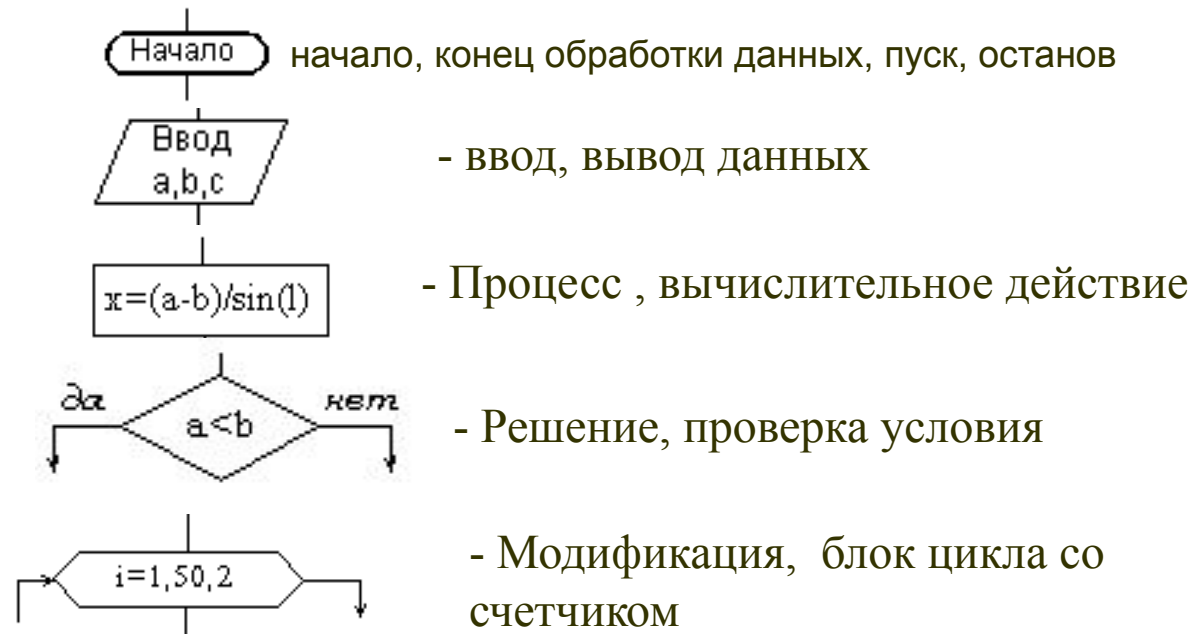 Начало
начало, конец обработки данных, пуск, останов
Ввод
a,b,c
- ввод, вывод данных
x=(a-b)/sin(l)
- Процесс , вычислительное действие
да
нет
a<b
- Решение, проверка условия
i=1,50,2
- Модификация, блок цикла со
счетчиком